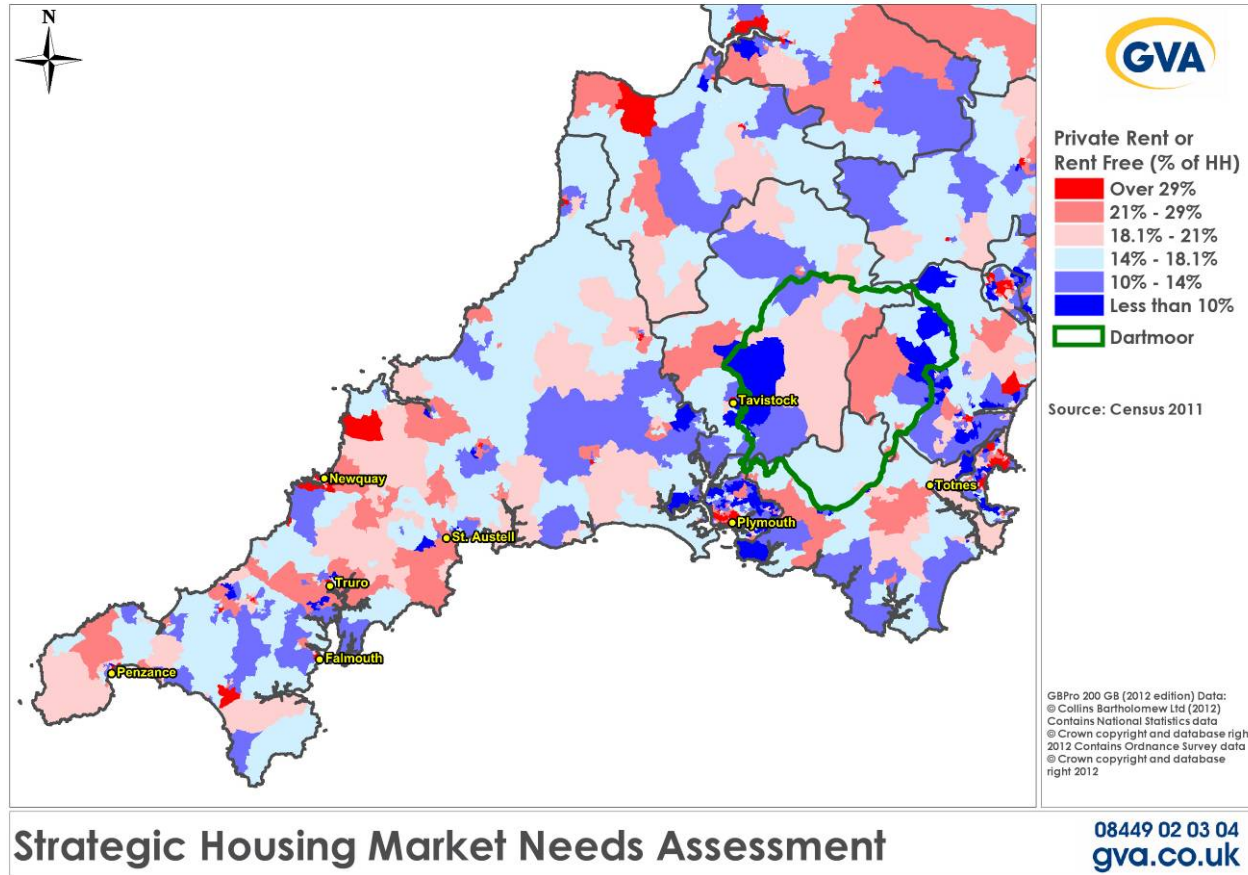 N
GVA
Private Rent or
Rent Free (% of HH)
Over 29%
21% - 29%
18.1% - 21%
14% - 18.1%
10% - 14%
Less than 10%
Dartmoor
Source: Census 2011
Tavistock
Newquay
Totnes
Plymouth
St. Austell
Truro
Falmouth
Penzance
GBPro 200 GB (2012 edition) Data:
© Collins Bartholomew Ltd (2012)
Contains National Statistics data
© Crown copyright and database righ
2012 Contains Ordnance Survey data
© Crown copyright and database
right 2012
Strategic Housing Market Needs Assessment
08449 02 03 04
gva.co.uk